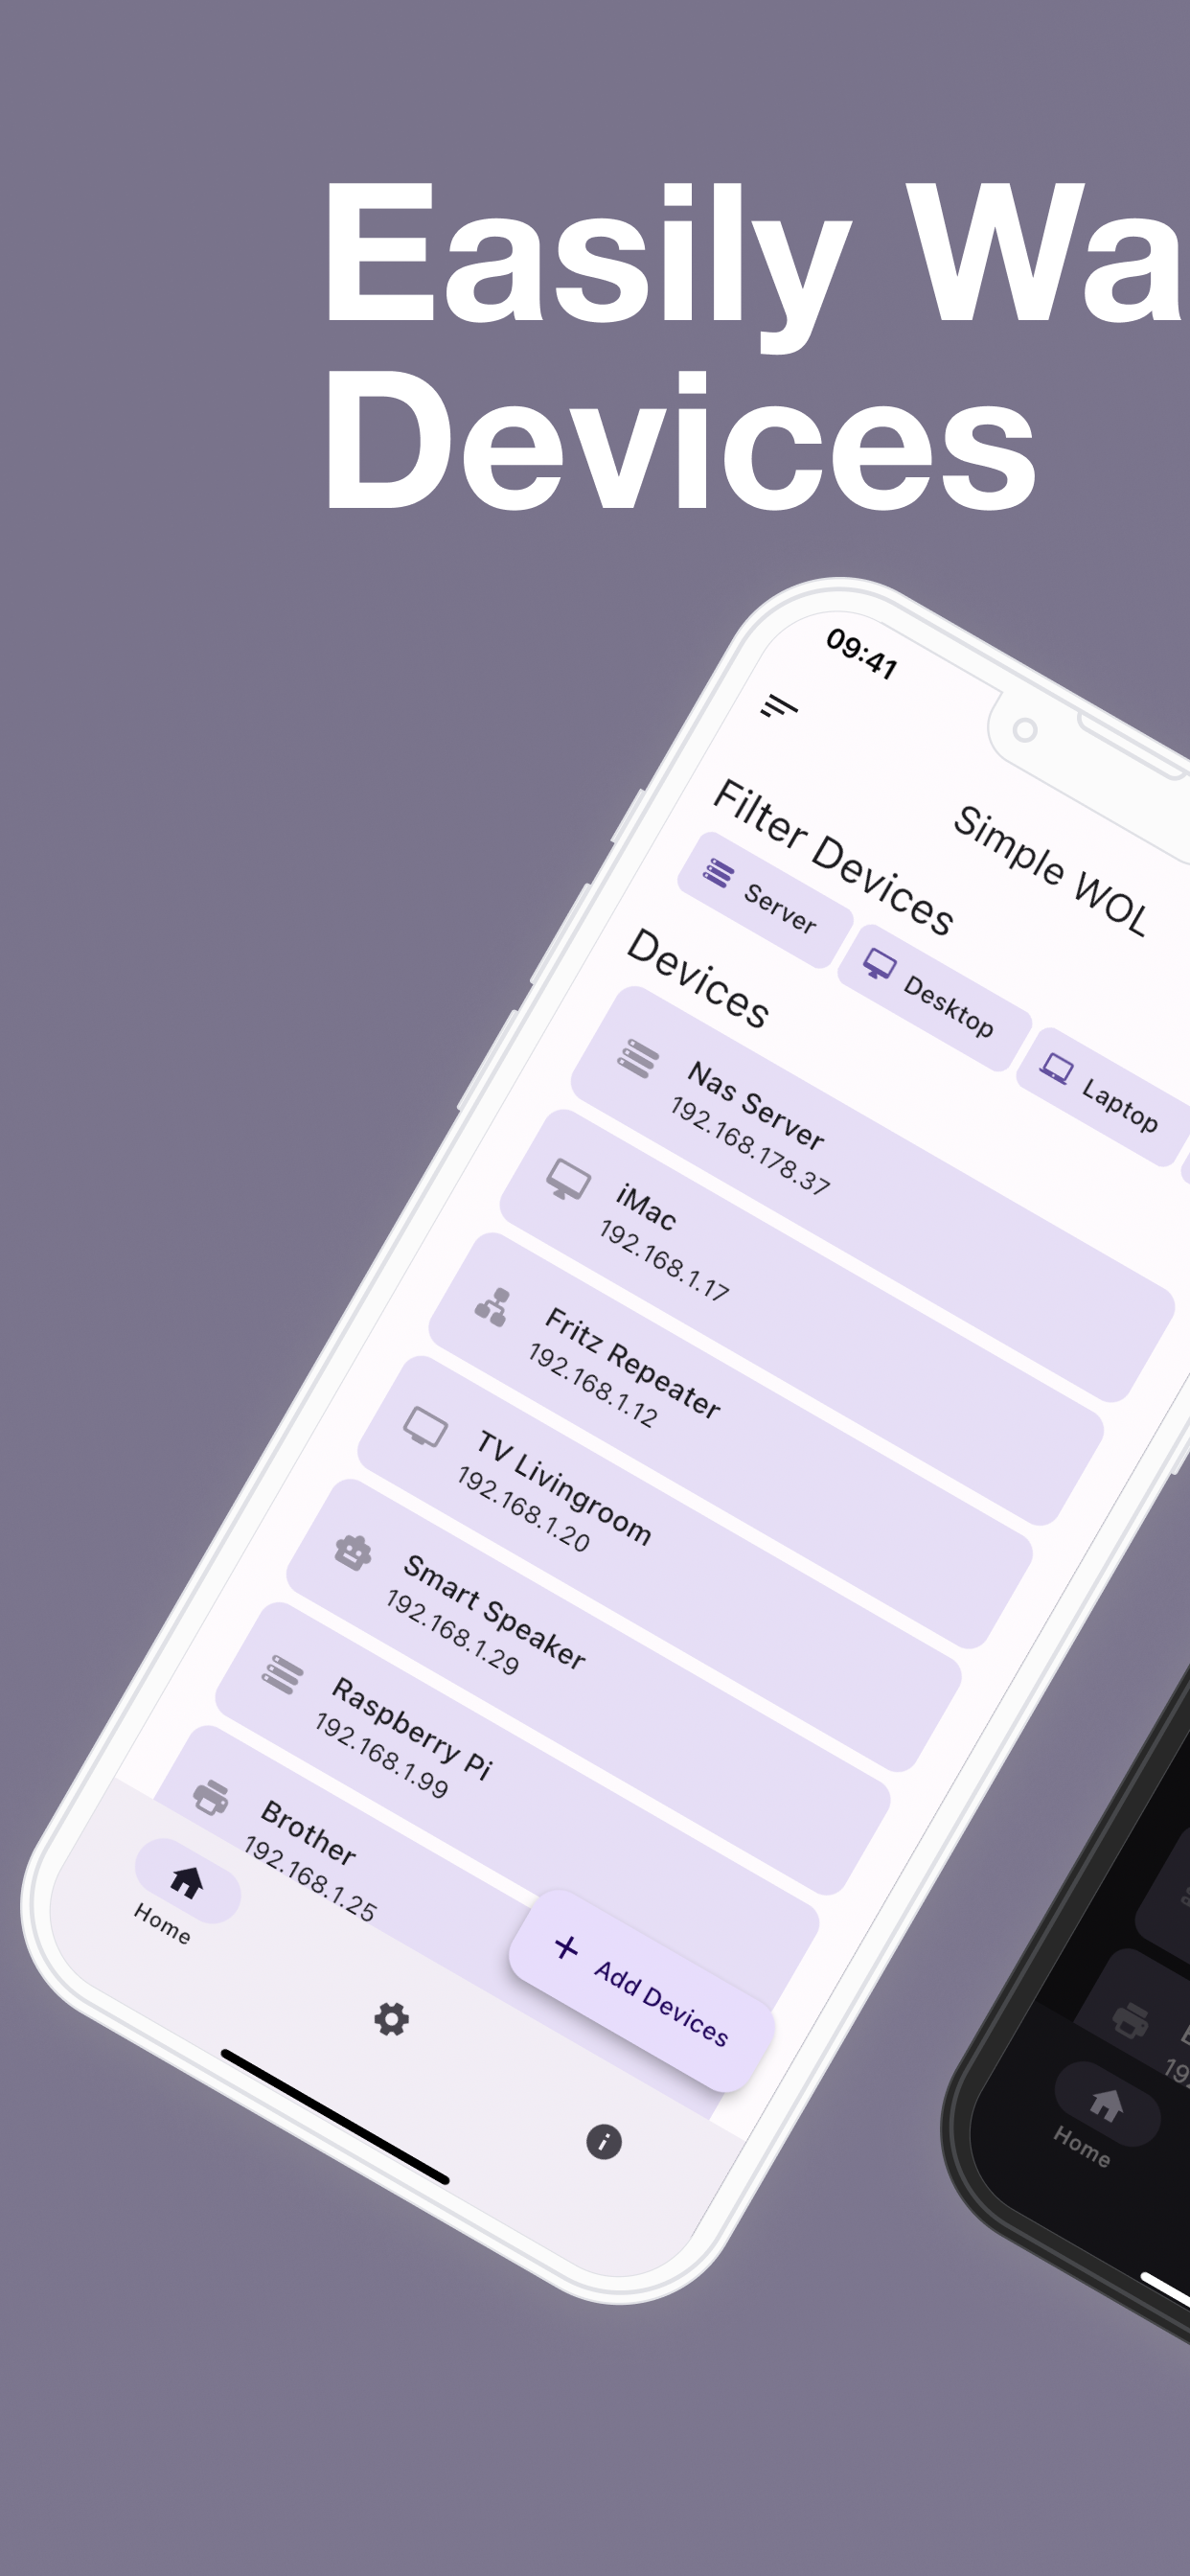 Easily Wa
Devices
09:41
Simple WOL
Filter Devices
Server
Desktop
Laptop
Devices
Nas Server
192.168.178.37
iMac
192.168.1.17
Fritz Repeater
192.168.1.12
TV Livingroom
192.168.1.20
Smart Speaker
192.168.1.29
Raspberry Pi
192.168.1.99
Brother
192.168.1.25
Add Devices
Home
Home